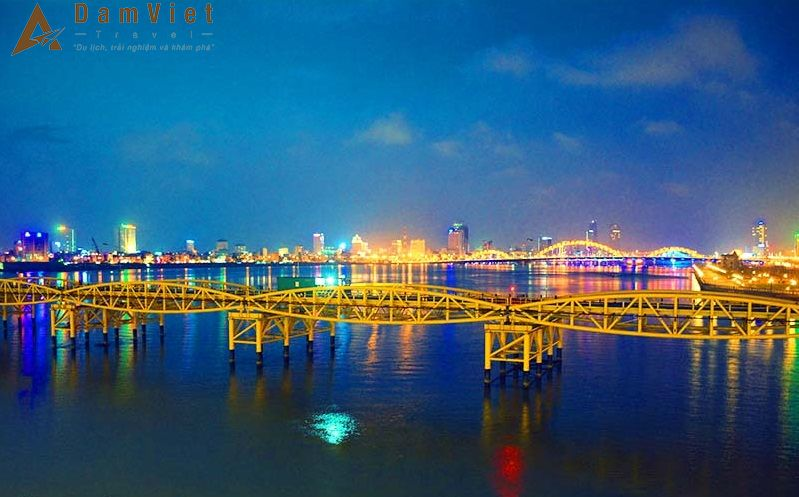 DamViet
Travel
"Du lịch, trải nghiệm và khám phá"